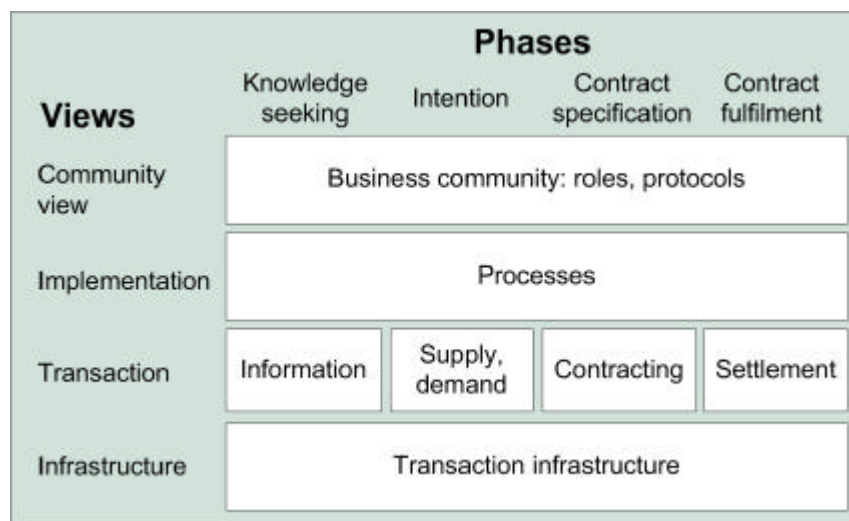 Phases
Knowledge seeking
Intention
Contract specification
Contract fulfilment
Views
Community view
Business community: roles, protocols
Implementation
Processes
Transaction
Information
Supply, demand
Contracting
Settlement
Infrastructure
Transaction infrastructure